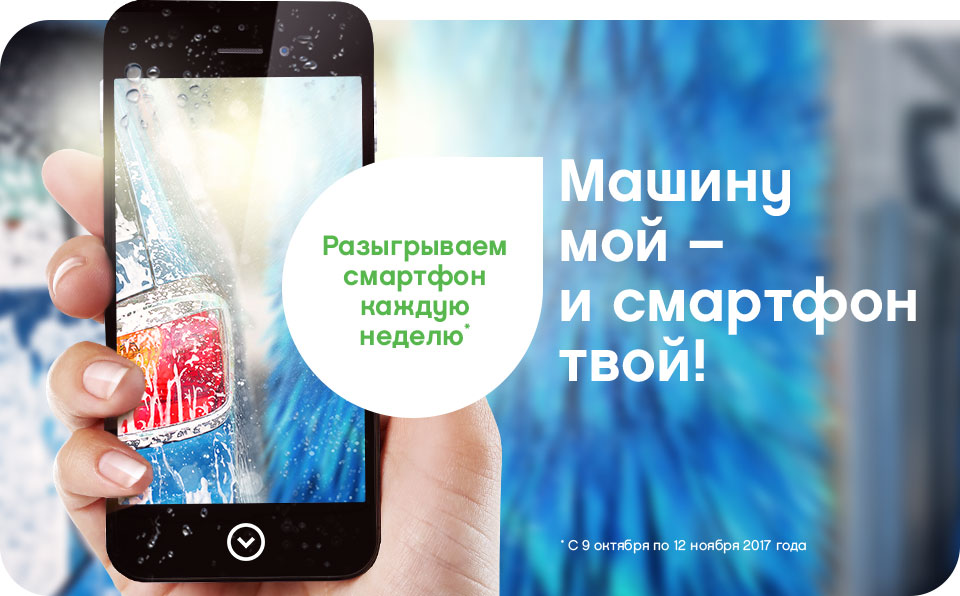 Разыгрываем
смартфон
каждую
неделю*
Машину
мой –
и смартфон
твой!
* С 9 октября по 12 ноября 2017 года